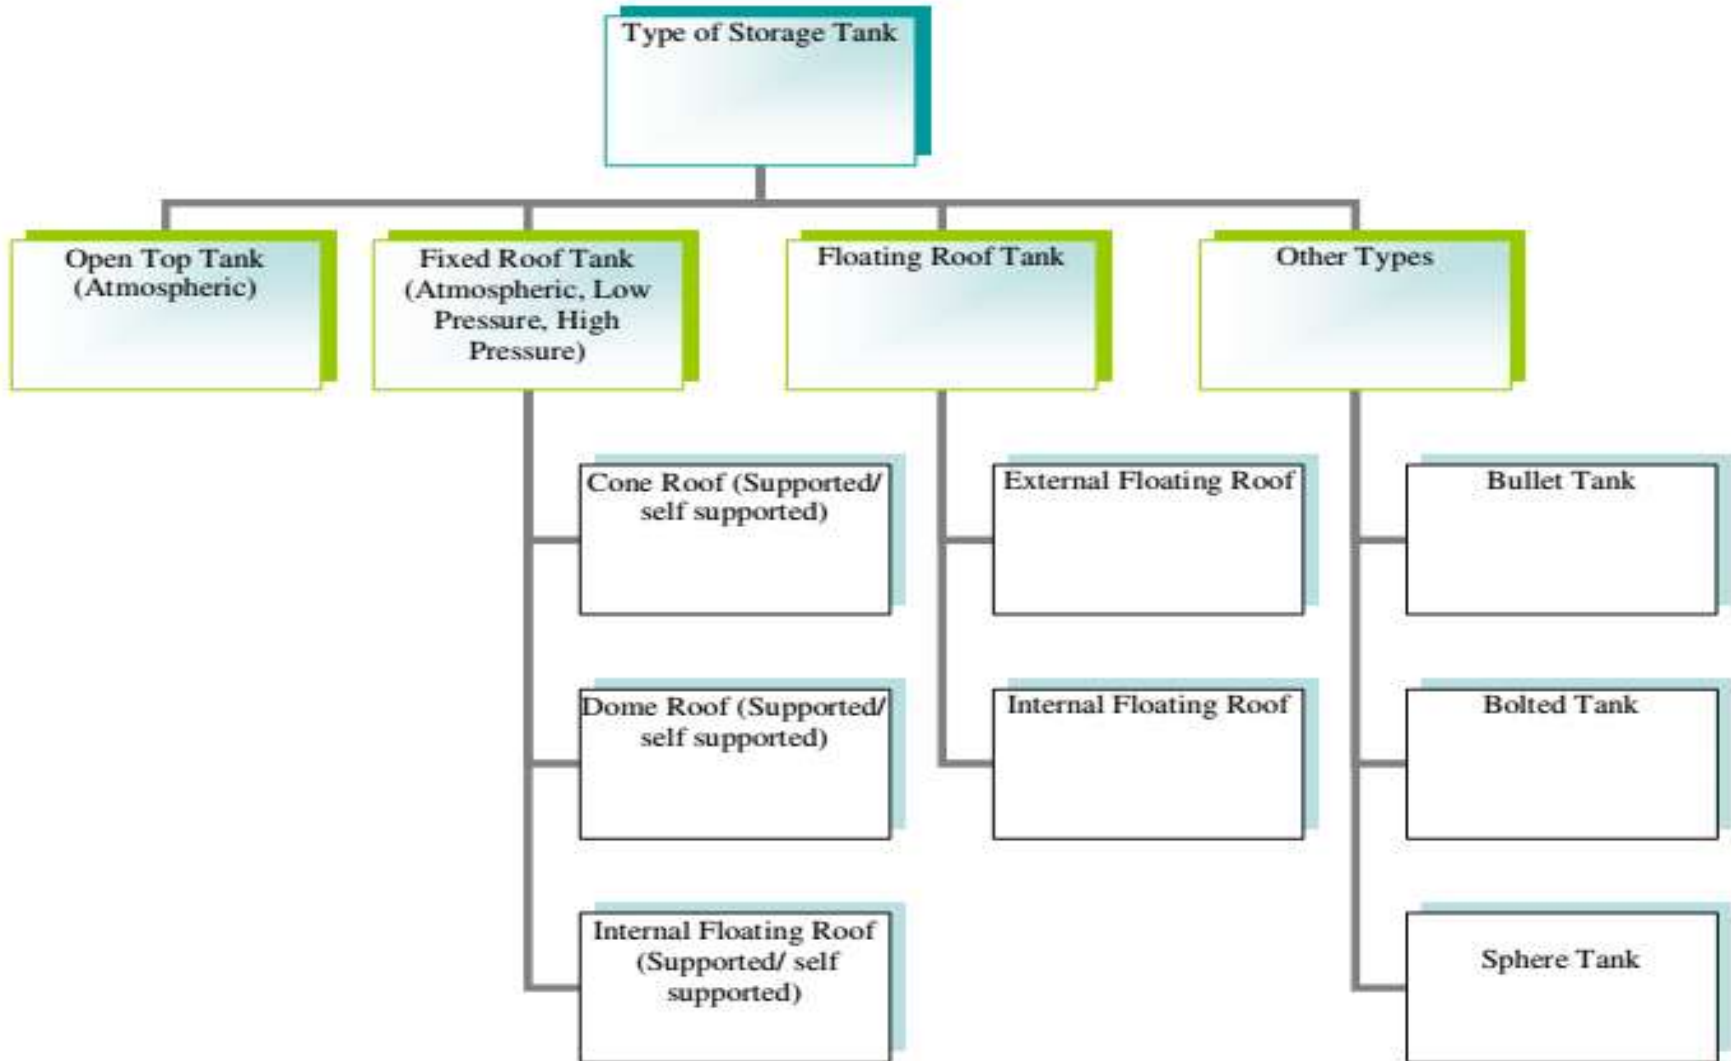 Type of Storage Tank
Open Top Tank
(Atmospheric)
Fixed Roof Tank
(Atmospheric, Low
Pressure, High
Pressure)
Floating Roof Tank
Other Types
Cone Roof (Supported/
self supported)
Dome Roof (Supported/
self supported)
Internal Floating Roof
(Supported/ self
supported)
External Floating Roof
Internal Floating Roof
Bullet Tank
Bolted Tank
Sphere Tank